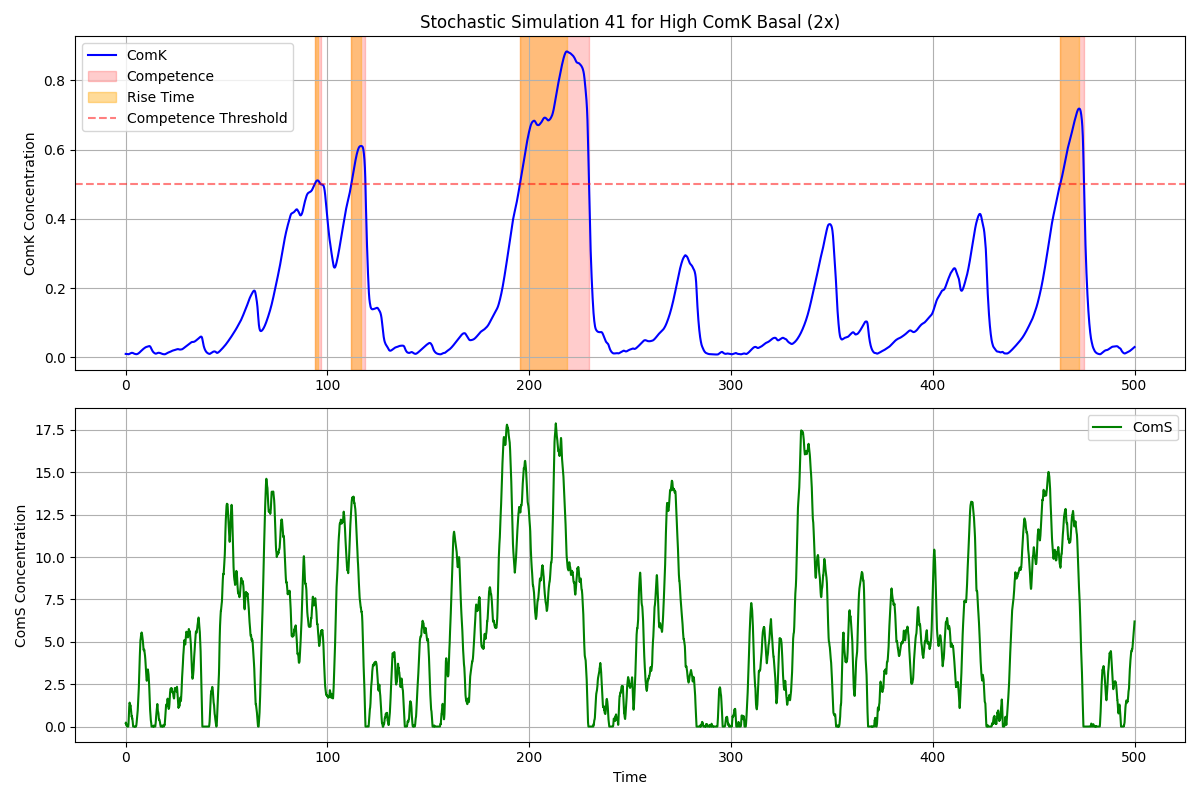 Stochastic Simulation 41 for High ComK Basal (2x)
ComK
Competence
Rise Time
Competence Threshold
ComK Concentration
0.8
0.6
0.4
0.2
0.0
0 100 200 300 400 500
ComS
ComS Concentration
17.5
15.0
12.5
10.0
7.5
5.0
2.5
0.0
0 100 200 300 400 500
Time